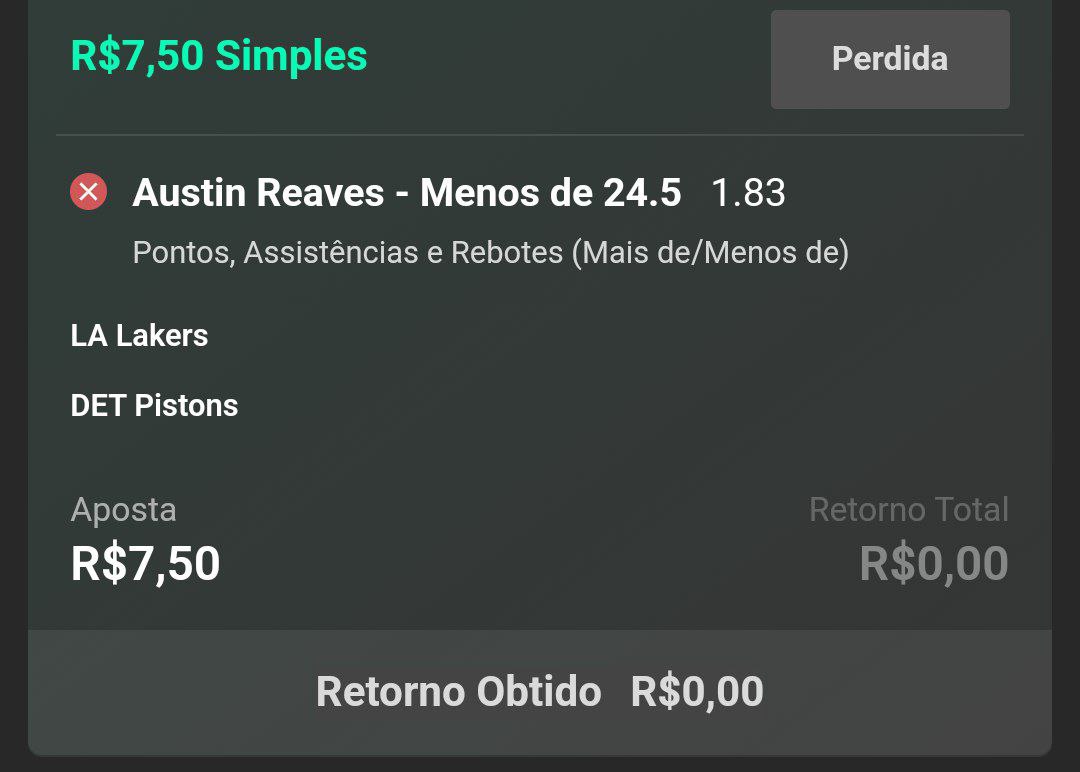 R$7,50 Simples
Perdida
Austin Reaves - Menos de 24.5 1.83
Pontos, Assistências e Rebotes (Mais de/Menos de)
LA Lakers
DET Pistons
Aposta
Retorno Total
R$7,50
R$0,00
Retorno Obtido R$0,00